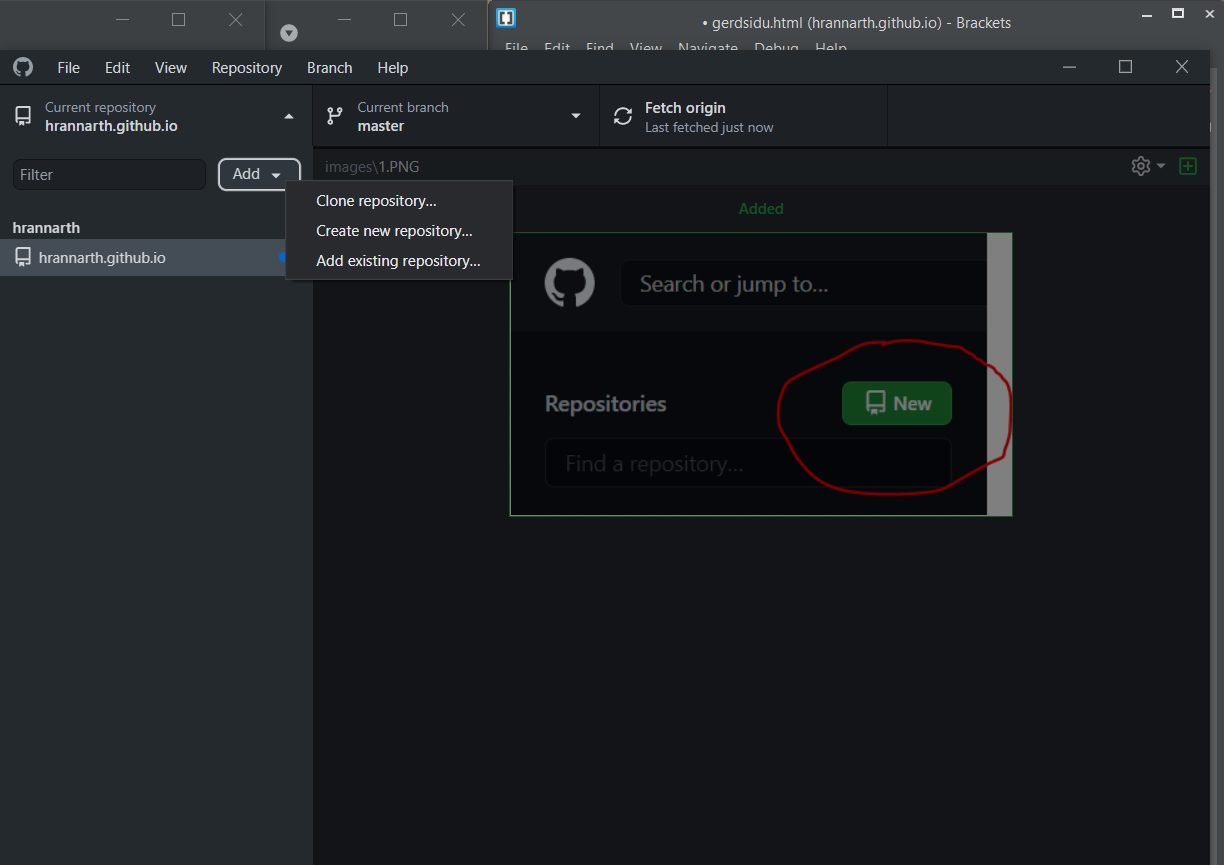 • gerdsidu.html (hrannarth.github.io) - Brackets
File Edit Find View Navigate Debug Help
File Edit View Repository Branch Help
Current repository
hrannarth.github.io
Current branch
master
Fetch origin
Last fetched just now
Filter
Add
images\1.PNG
Clone repository...
Create new repository...
Add existing repository...
hrannarth
hrannarth.github.io
Added
Search or jump to...
Repositories
New
Find a repository...